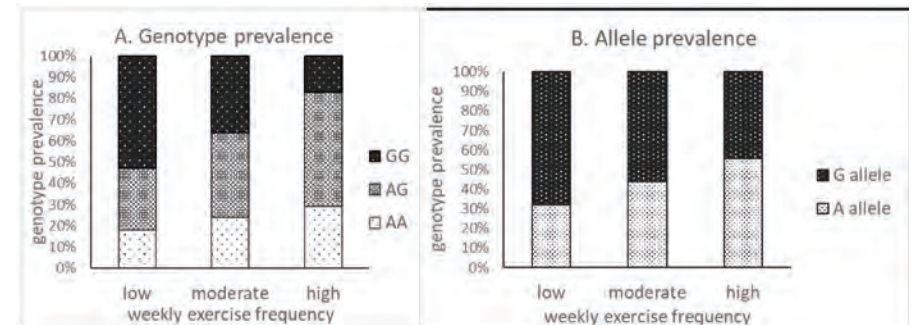 A. Genotype prevalence
genotype prevalence
100%
90%
80%
70%
60%
50%
40%
30%
20%
10%
0%
low moderate high
weekly exercise frequency
GG
AG
AA
B. Allele prevalence
genotype prevalence
100%
90%
80%
70%
60%
50%
40%
30%
20%
10%
0%
low moderate high
weekly exercise frequency
G allele
A allele